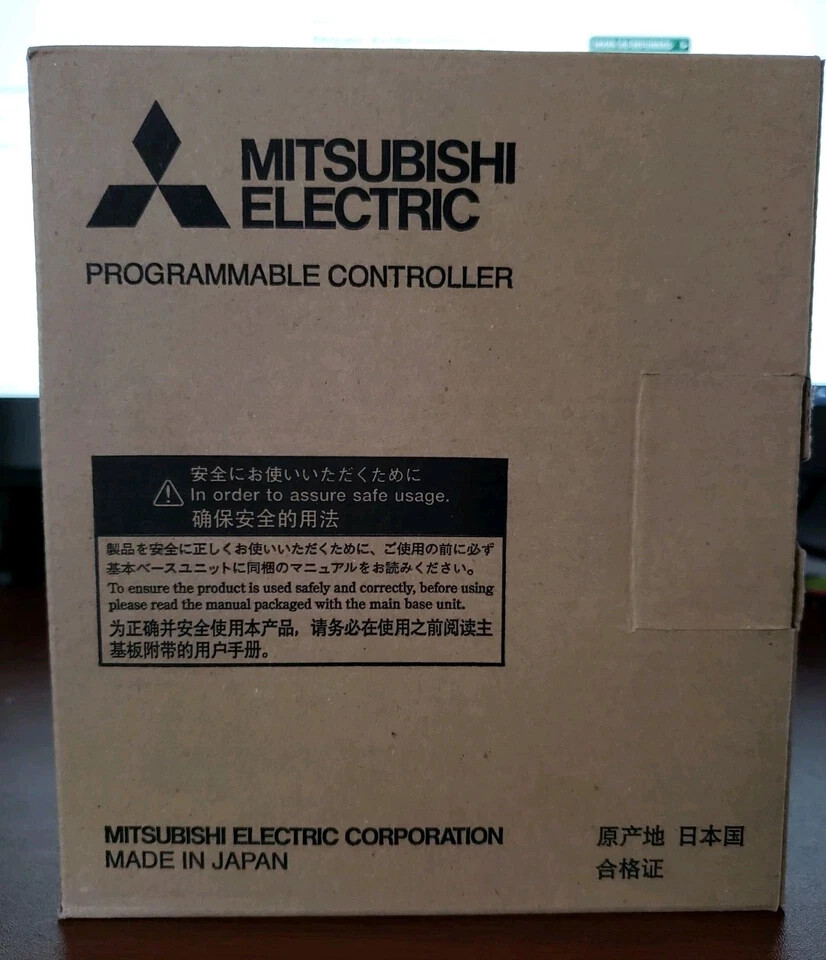 MITSUBISHI
ELECTRIC
PROGRAMMABLE CONTROLLER
安全にお使いいただくために
In order to assure safe usage.
确保安全的用法
製品を安全に正しくお使いいただくために、ご使用の前に必ず
基本ベースユニットに同梱のマニュアルをお読みください。
To ensure the product is used safely and correctly, before using
please read the manual packaged with the main base unit.
为正确并安全使用本产品，请务必在使用之前阅读主
基板附带的用户手册。
MITSUBISHI ELECTRIC CORPORATION
MADE IN JAPAN
原产地 日本国
合格证